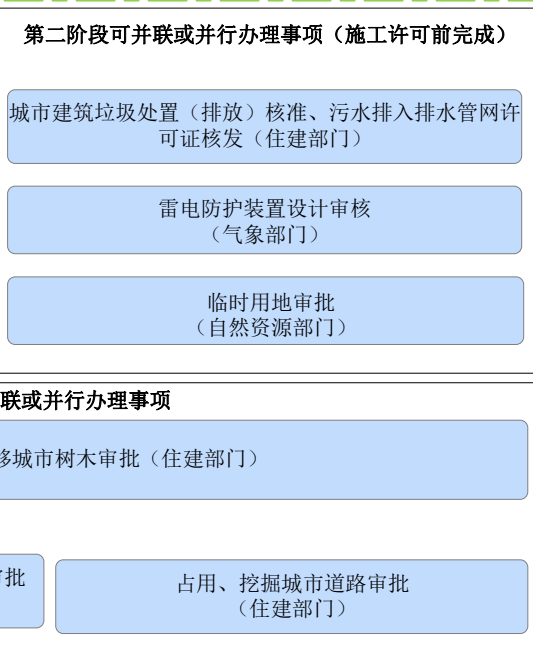 第二阶段可并联或并行办理事项（施工许可前完成）
城市建筑垃圾处置（排放）核准、污水排入排水管网许
可证核发（住建部门）
雷电防护装置设计审核
（气象部门）
临时用地审批
（自然资源部门）
联或并行办理事项
城市树木审批（住建部门）
批
占用、挖掘城市道路审批
（住建部门）